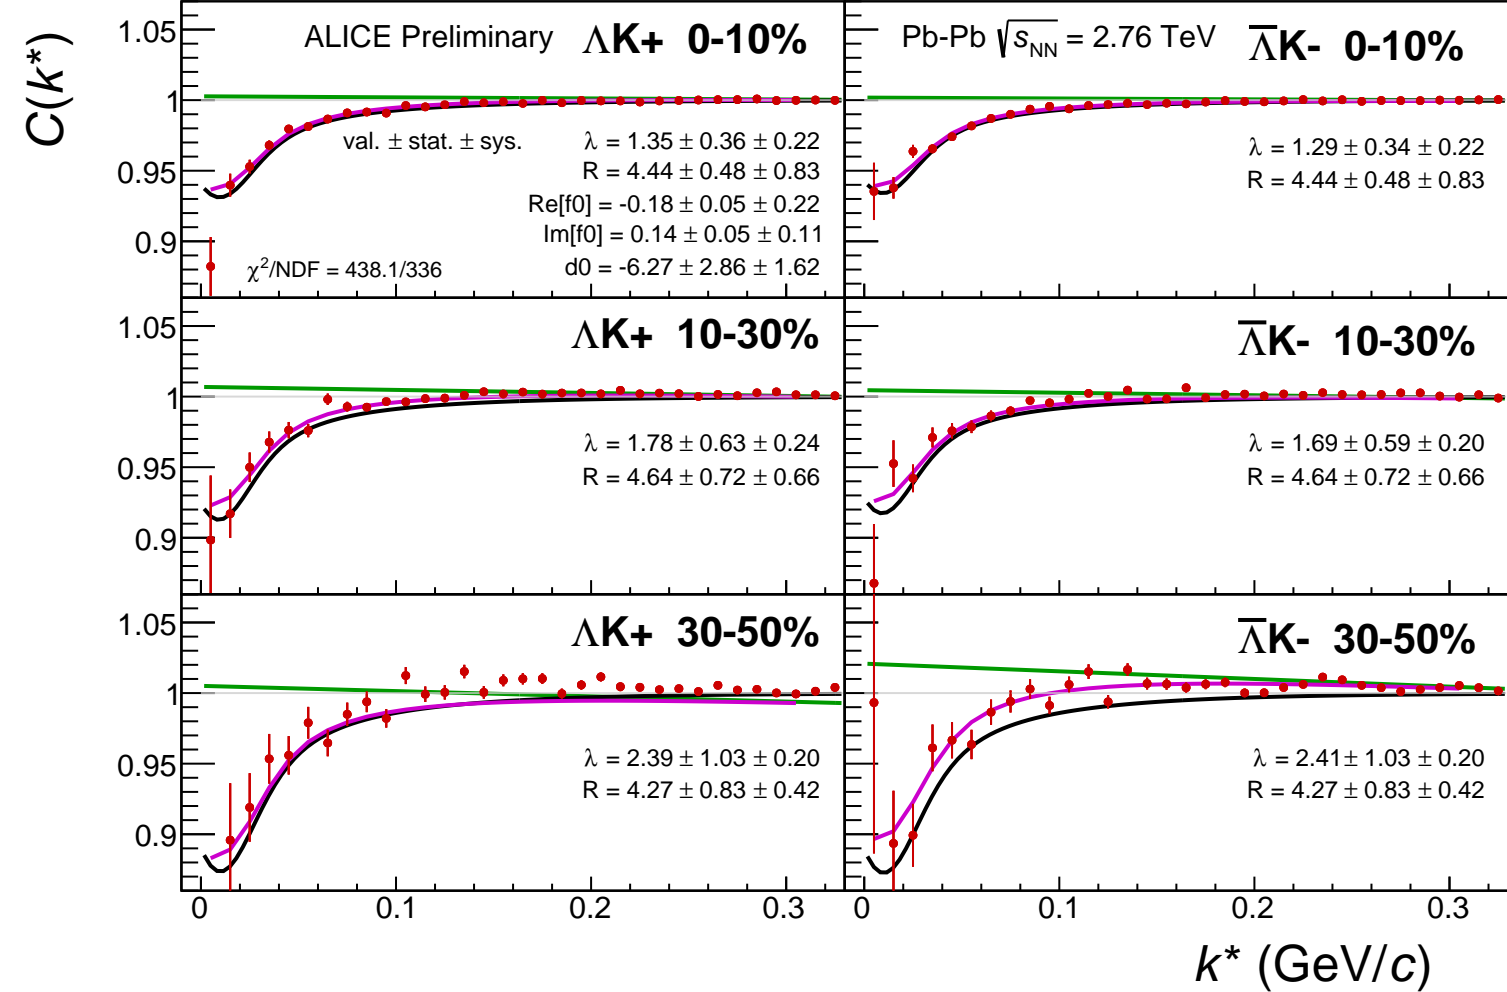 C(k*)
ALICE Preliminary ΛK+ 0-10%
1.05
1
0.95
0.9
val. ± stat. ± sys.
λ = 1.35 ± 0.36 ± 0.22
R = 4.44 ± 0.48 ± 0.83
Re[f0] = -0.18 ± 0.05 ± 0.22
Im[f0] = 0.14 ± 0.05 ± 0.11
d0 = -6.27 ± 2.86 ± 1.62
χ²/NDF = 438.1/336
Pb-Pb √sNN = 2.76 TeV Λ̅K- 0-10%
λ = 1.29 ± 0.34 ± 0.22
R = 4.44 ± 0.48 ± 0.83
ΛK+ 10-30%
1.05
1
0.95
0.9
λ = 1.78 ± 0.63 ± 0.24
R = 4.64 ± 0.72 ± 0.66
Λ̅K- 10-30%
λ = 1.69 ± 0.59 ± 0.20
R = 4.64 ± 0.72 ± 0.66
ΛK+ 30-50%
1.05
1
0.95
0.9
λ = 2.39 ± 1.03 ± 0.20
R = 4.27 ± 0.83 ± 0.42
Λ̅K- 30-50%
λ = 2.41 ± 1.03 ± 0.20
R = 4.27 ± 0.83 ± 0.42
0 0.1 0.2 0.3
0 0.1 0.2 0.3
k* (GeV/c)